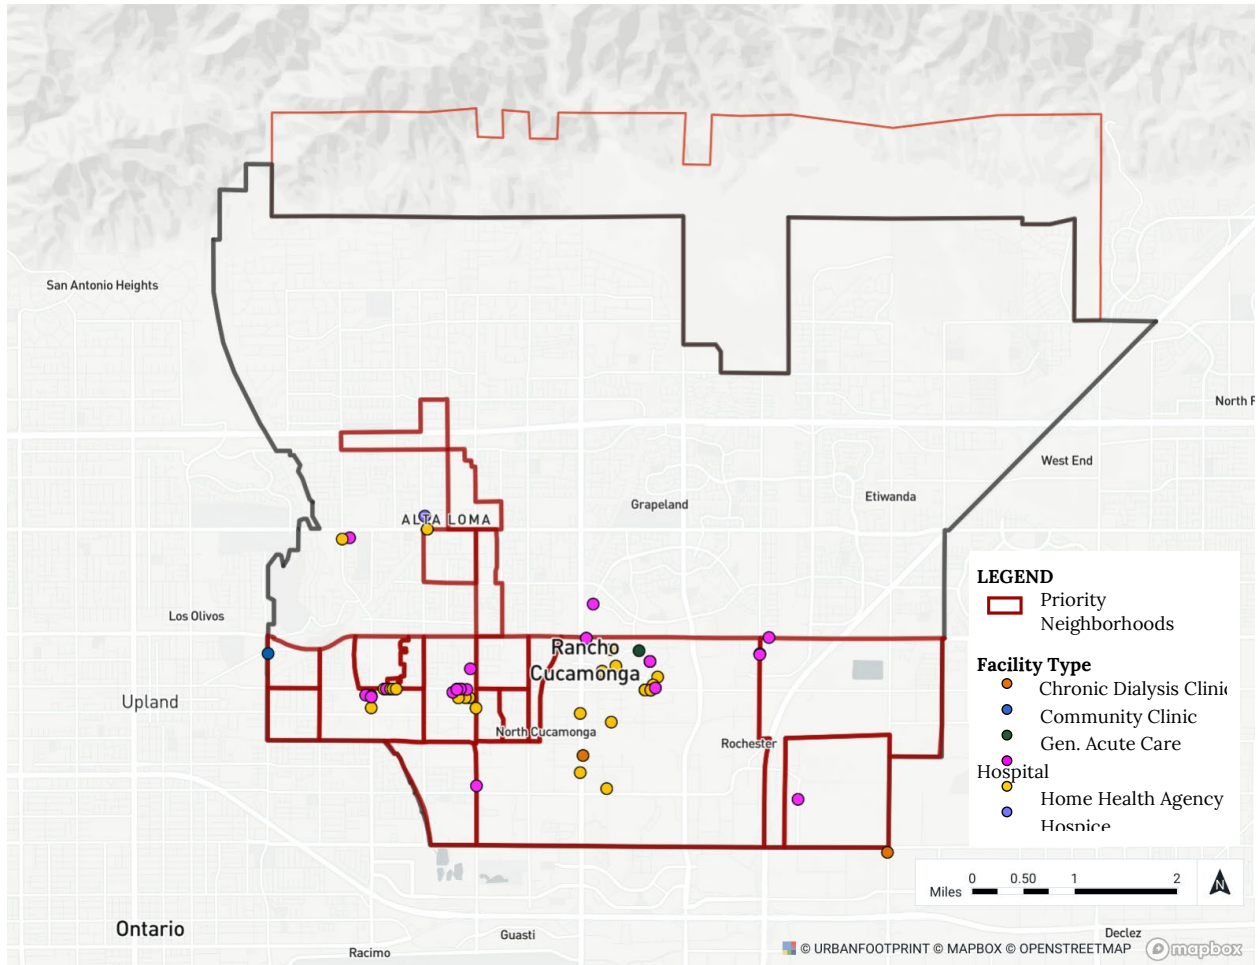 San Antonio Heights
North F
West End
Etiwanda
Grapeland
ALTA LOMA
Los Olivos
LEGEND
Priority
Neighborhoods
Rancho
Cucamonga
Facility Type
Chronic Dialysis Clini
Community Clinic
Gen. Acute Care
Hospital
Home Health Agency
Hospice
Upland
North Cucamonga
Rochester
Miles 0 0.50 1 2
N
Ontario
Guasti
Racimo
Declez
© URBANFOOTPRINT © MAPBOX © OPENSTREETMAP
mapbox